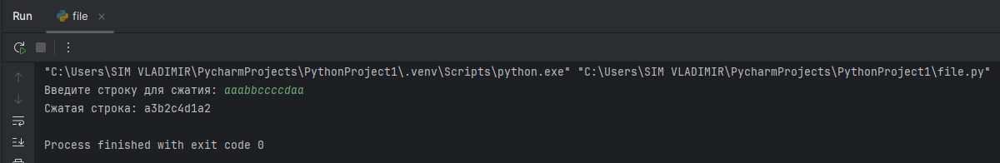 Run file
"C:\Users\SIM VLADIMIR\PycharmProjects\PythonProject1\.venv\Scripts\python.exe" "C:\Users\SIM VLADIMIR\PycharmProjects\PythonProject1\file.py"
Введите строку для сжатия: aaabbccccdaa
Сжатая строка: a3b2c4d1a2
Process finished with exit code 0